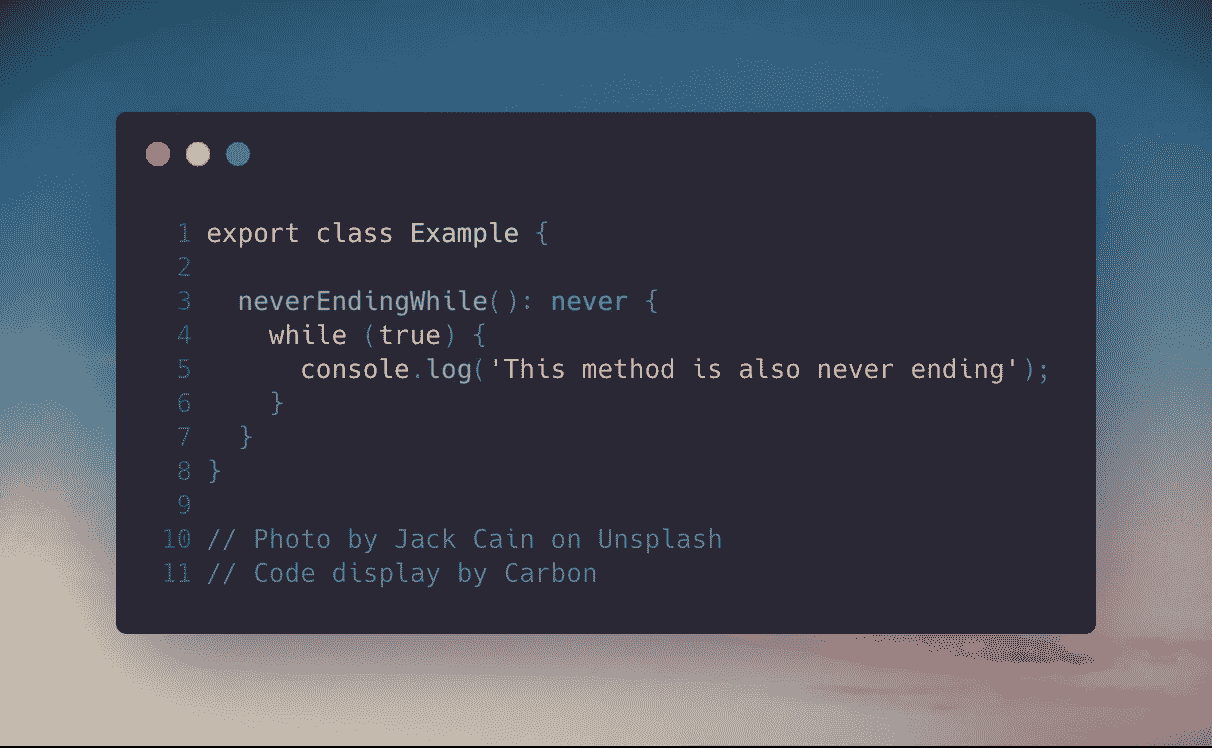 1 export class Example {
2
3 neverEndingWhile(): never {
4 while (true) {
5 console.log('This method is also never ending');
6 }
7 }
8 }
9
10 // Photo by Jack Cain on Unsplash
11 // Code display by Carbon